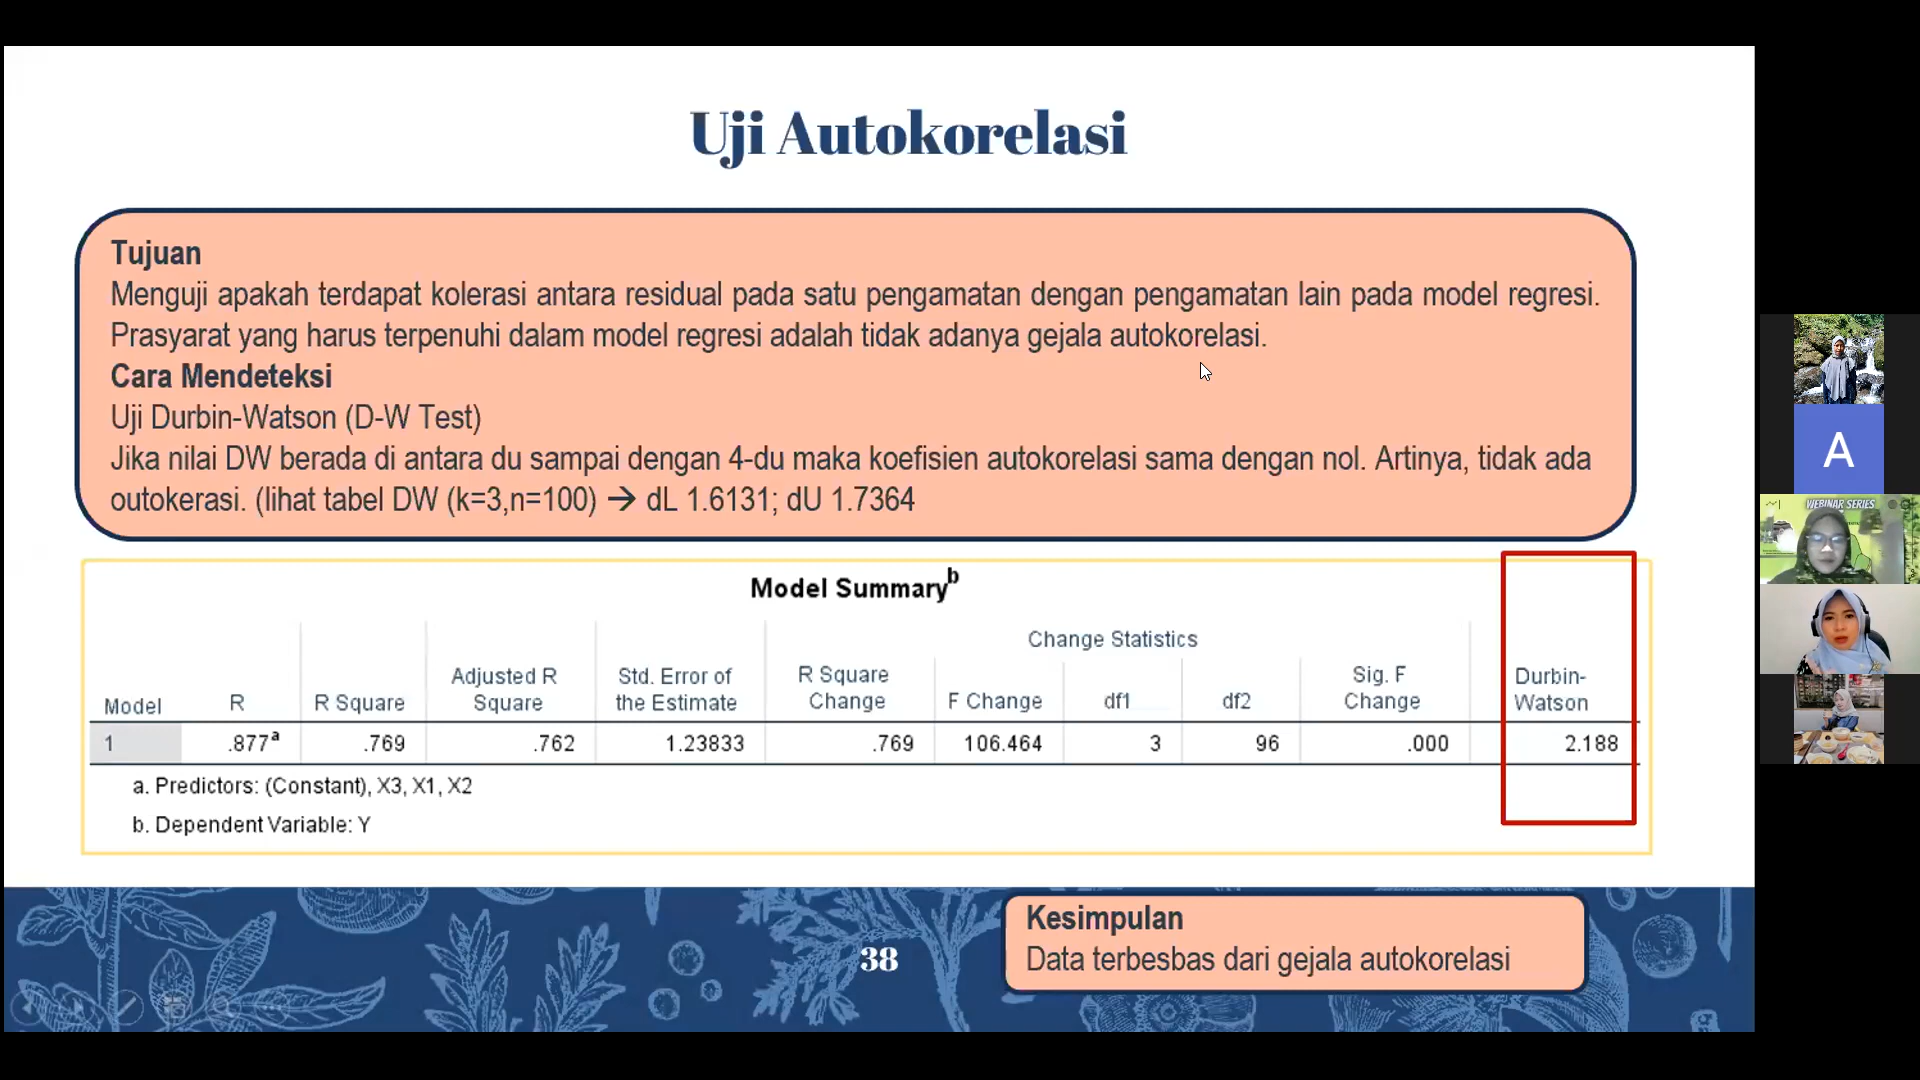 Uji Autokorelasi
Tujuan
Menguji apakah terdapat kolerasi antara residual pada satu pengamatan dengan pengamatan lain pada model regresi.
Prasyarat yang harus terpenuhi dalam model regresi adalah tidak adanya gejala autokorelasi.
Cara Mendeteksi
Uji Durbin-Watson (D-W Test)
Jika nilai DW berada di antara du sampai dengan 4-du maka koefisien autokorelasi sama dengan nol. Artinya, tidak ada
outokerasi. (lihat tabel DW (k=3,n=100) → dL 1.6131; dU 1.7364
Model Summaryb
Change Statistics
Model R R Square Adjusted R Square Std. Error of the Estimate R Square Change F Change df1 df2 Sig. F Change Durbin-Watson
1 .877a .769 .762 1.23833 .769 106.464 3 96 .000 2.188
a. Predictors: (Constant), X3, X1, X2
b. Dependent Variable: Y
38
Kesimpulan
Data terbesbas dari gejala autokorelasi
A
WEBINAR SERIES